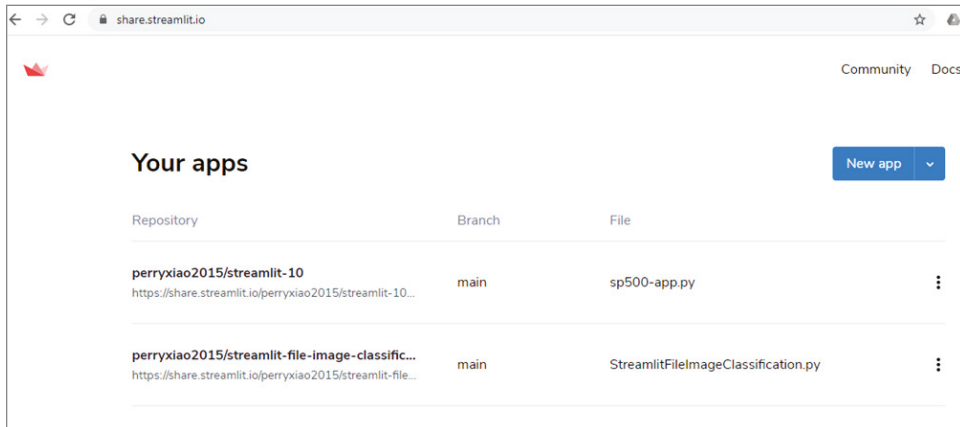 share.streamlit.io
Community Docs
Your apps
New app
Repository Branch File
perryxiao2015/streamlit-10 main sp500-app.py
https://share.streamlit.io/perryxiao2015/streamlit-10...
perryxiao2015/streamlit-file-image-classific... main StreamlitFileImageClassification.py
https://share.streamlit.io/perryxiao2015/streamlit-file...